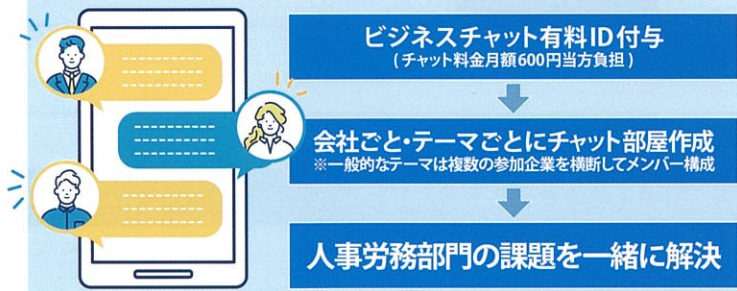 ビジネスチャット有料ID付与
(チャット料金月額600円当方負担)
会社ごと・テーマごとにチャット部屋作成
※一般的なテーマは複数の参加企業を横断してメンバー構成
人事労務部門の課題を一緒に解決